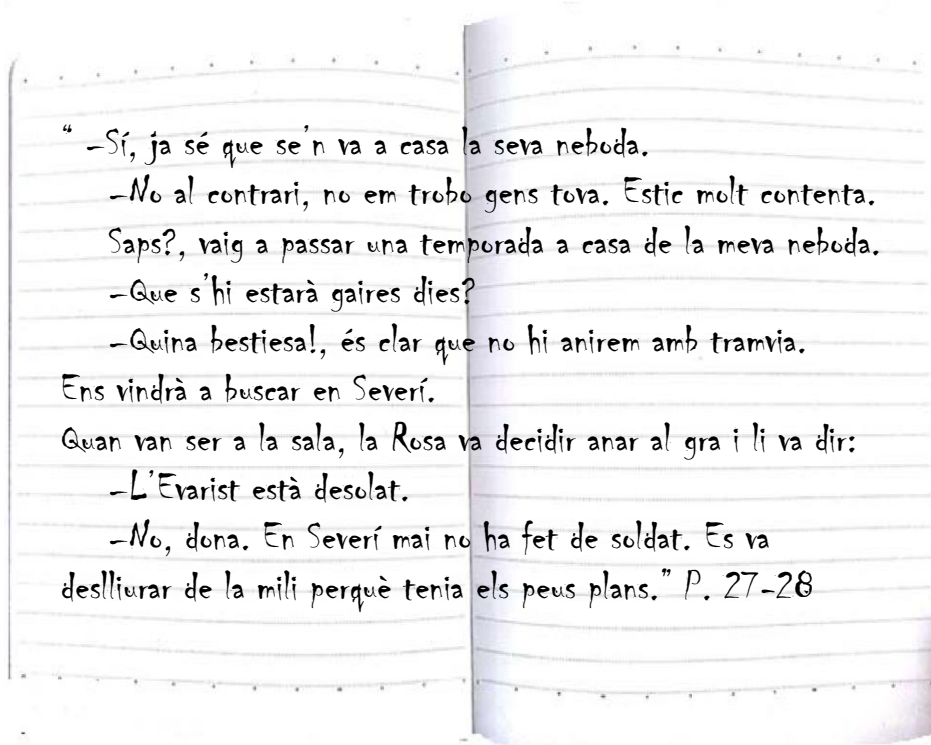 “ –Sí, ja sé que se’n va a casa la seva neboda.
–No al contrari, no em trobo gens tova. Estic molt contenta.
Saps?, vaig a passar una temporada a casa de la meva neboda.
–Que s’hi estarà gaires dies?
–Quina bestiesa!, és clar que no hi anirem amb tramvia.
Ens vindrà a buscar en Severí.
Quan van ser a la sala, la Rosa va decidir anar al gra i li va dir:
–L’Evarist està desolat.
–No, dona. En Severí mai no ha fet de soldat. Es va
deslliurar de la mili perquè tenia els peus plans.” P. 27-28